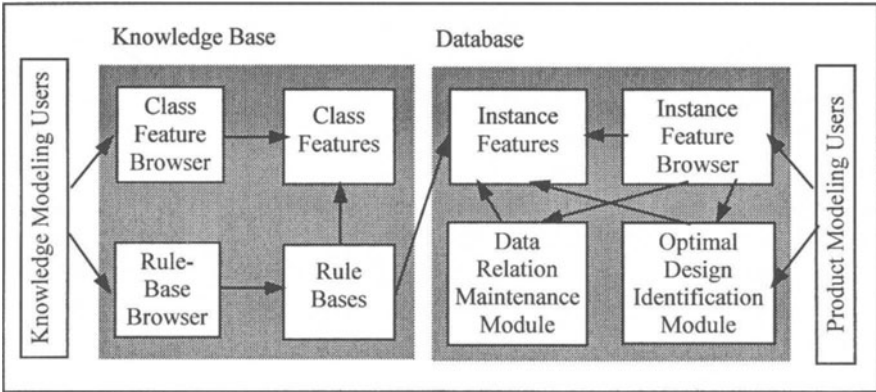 Knowledge Base
Database
Knowledge Modeling Users
Class
Feature
Browser
Class
Features
Instance
Features
Instance
Feature
Browser
Product Modeling Users
Rule-
Base
Browser
Rule
Bases
Data
Relation
Maintenance
Module
Optimal
Design
Identification
Module